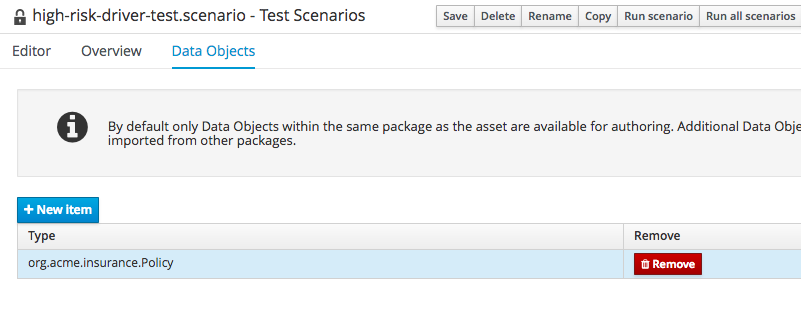 high-risk-driver-test.scenario - Test Scenarios
Save Delete Rename Copy Run scenario Run all scenarios
Editor Overview Data Objects
By default only Data Objects within the same package as the asset are available for authoring. Additional Data Obje
imported from other packages.
+ New item
Type Remove
org.acme.insurance.Policy Remove